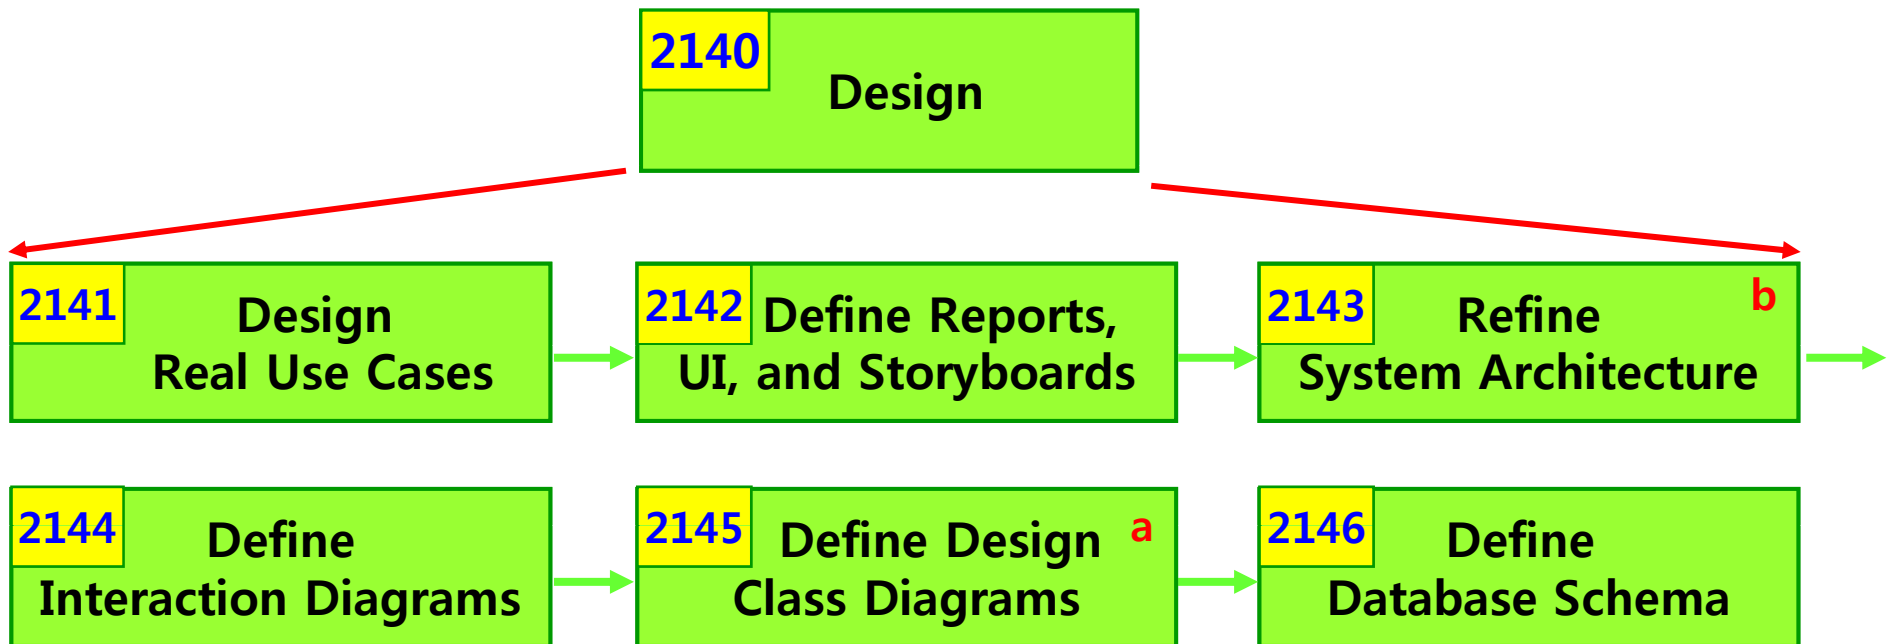 2140
Design
2141
Design
Real Use Cases
2142
Define Reports,
UI, and Storyboards
2143
Refine
b
System Architecture
2144
Define
Interaction Diagrams
2145
Define Design
a
Class Diagrams
2146
Define
Database Schema